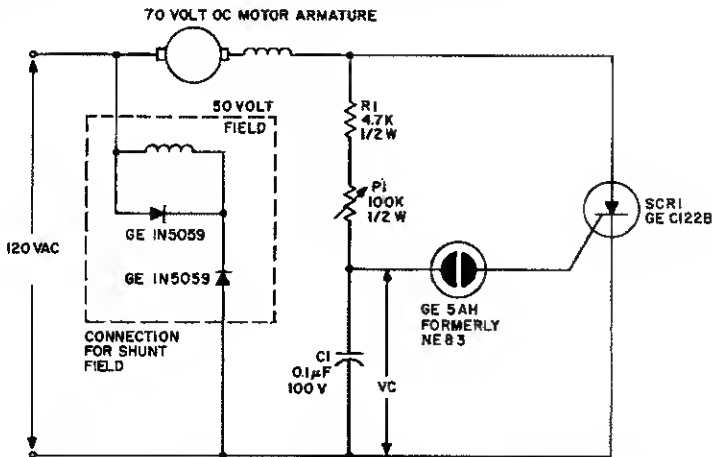 70 VOLT OC MOTOR ARMATURE
50 VOLT
FIELD
R1
4.7K
1/2 W
P1
100K
1/2 W
SCR1
GE C122B
GE IN5059
120 VAC
GE IN5059
GE 5AH
FORMERLY
NE83
CONNECTION
FOR SHUNT
FIELD
C1
0.1µF
100 V
VC